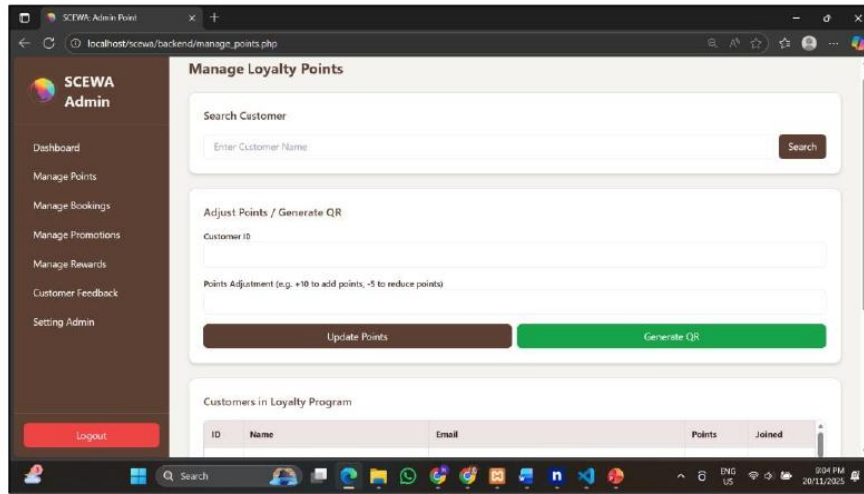 SCEWA: Admin Point
localhost/scewa/backend/manage_points.php
SCEWA
Admin
Dashboard
Manage Points
Manage Bookings
Manage Promotions
Manage Rewards
Customer Feedback
Setting Admin
Logout
Manage Loyalty Points
Search Customer
Enter Customer Name
Search
Adjust Points / Generate QR
Customer ID
Points Adjustment (e.g. +10 to add points, -5 to reduce points)
Update Points
Generate QR
Customers in Loyalty Program
ID Name Email Points Joined
Search
ENG
US
9:04 PM
20/11/2025